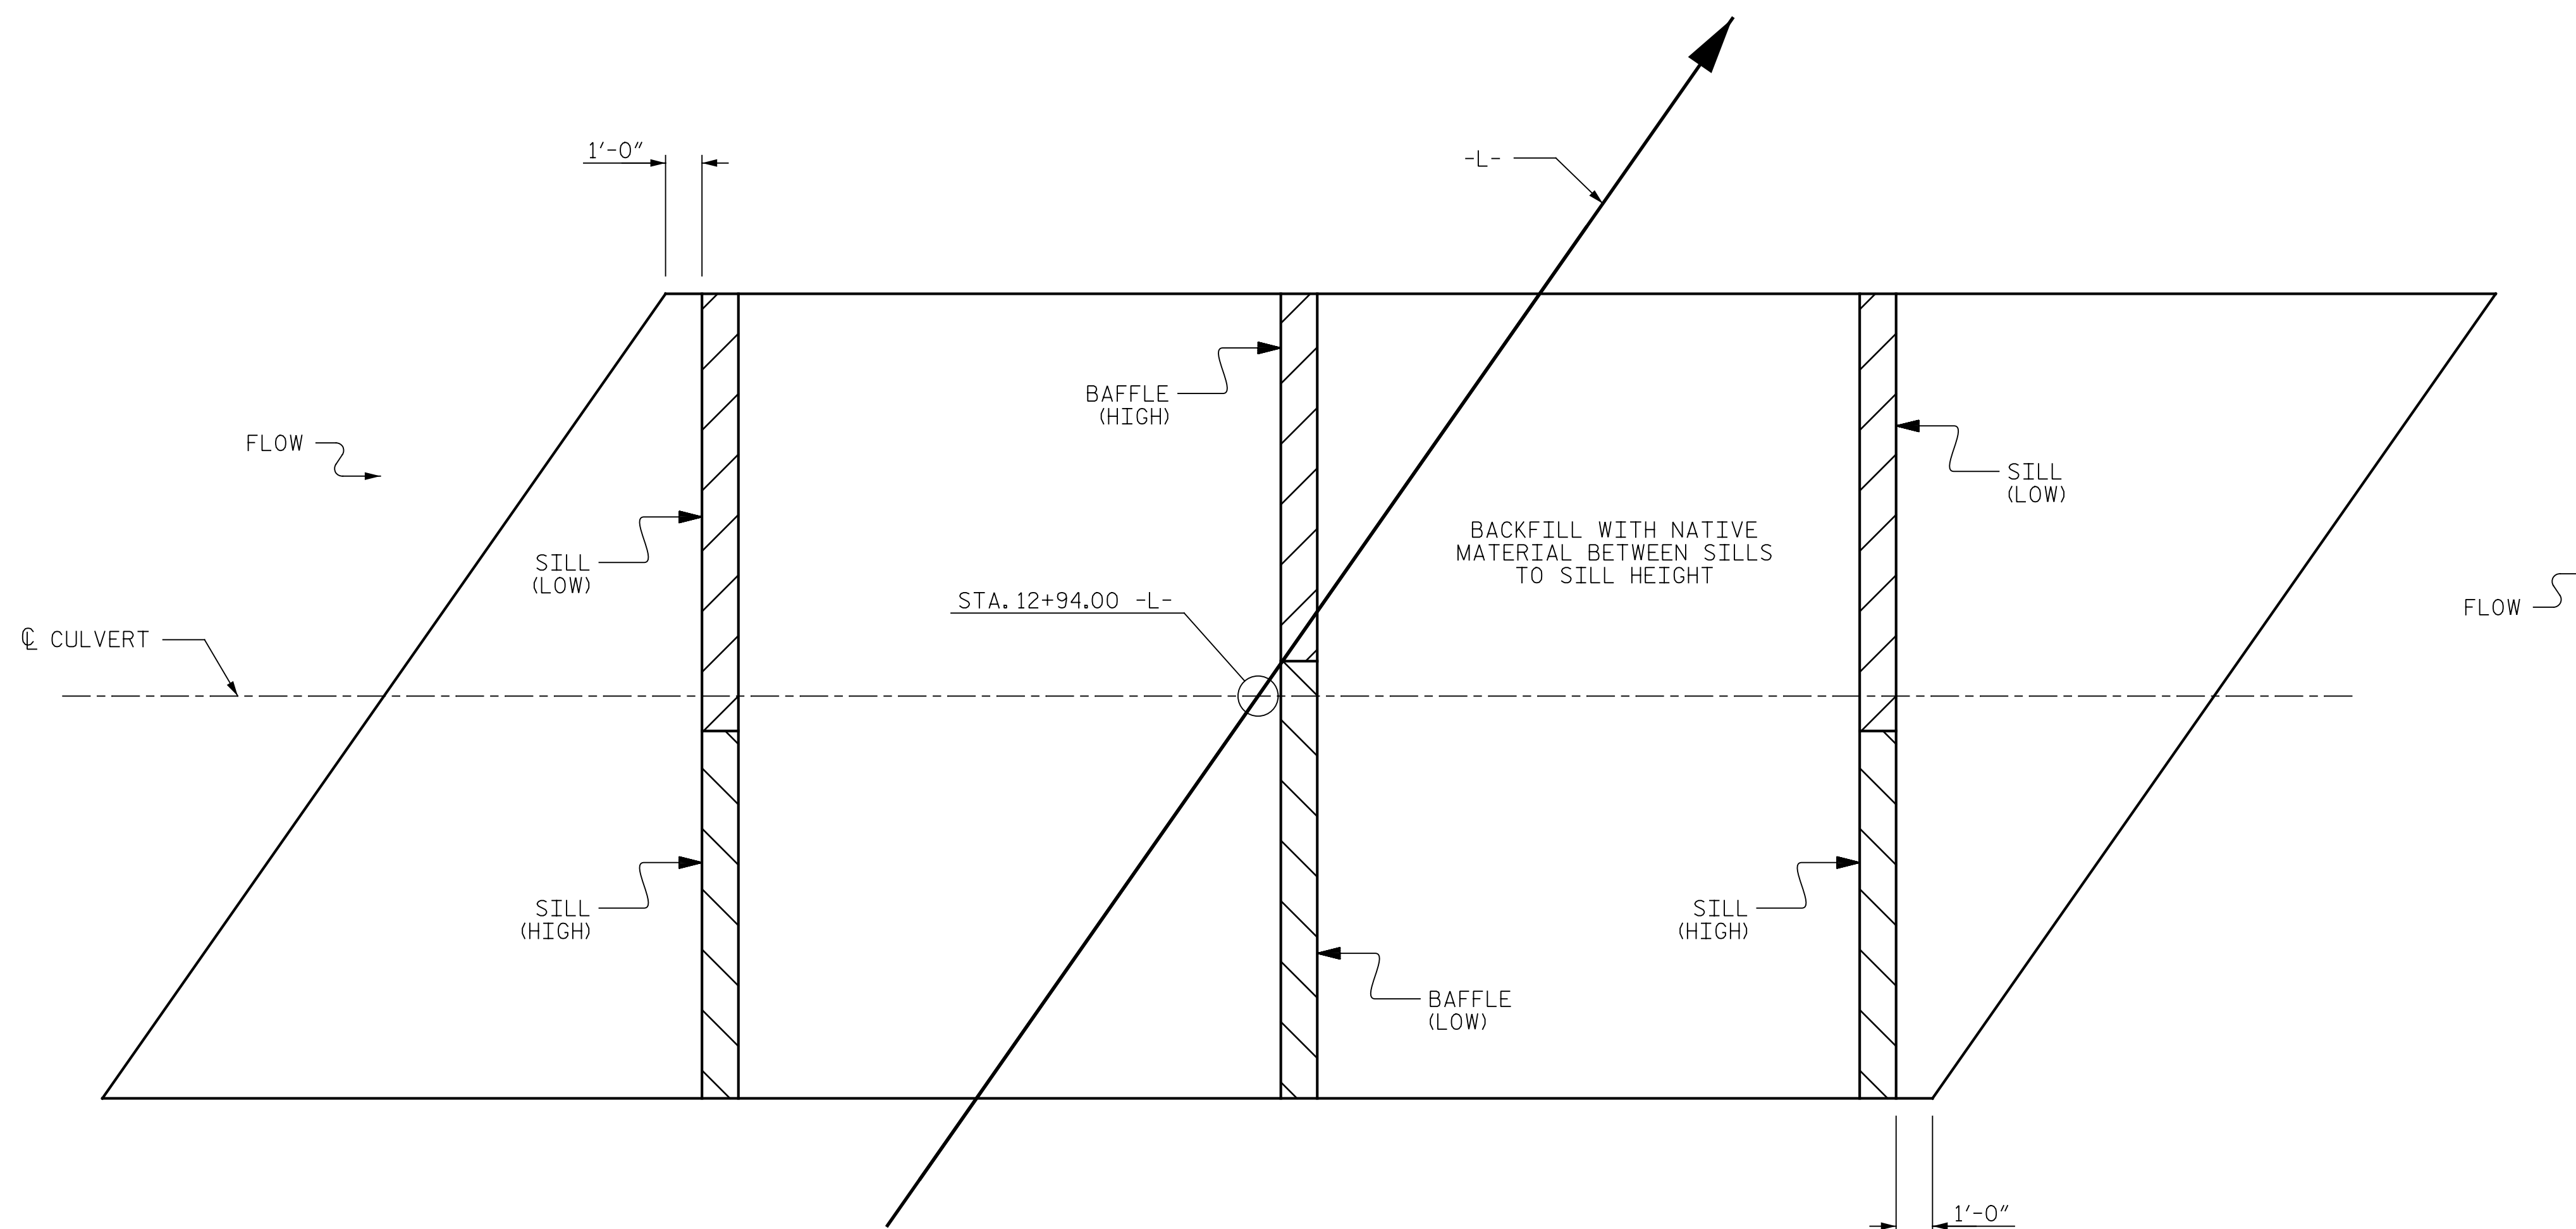 1'-0"
-L-
BAFFLE
(HIGH)
FLOW
SILL
(LOW)
BACKFILL WITH NATIVE
MATERIAL BETWEEN SILLS
TO SILL HEIGHT
SILL
(LOW)
STA. 12+94.00 -L-
FLOW
℄ CULVERT
SILL
(HIGH)
SILL
(HIGH)
BAFFLE
(LOW)
1'-0"